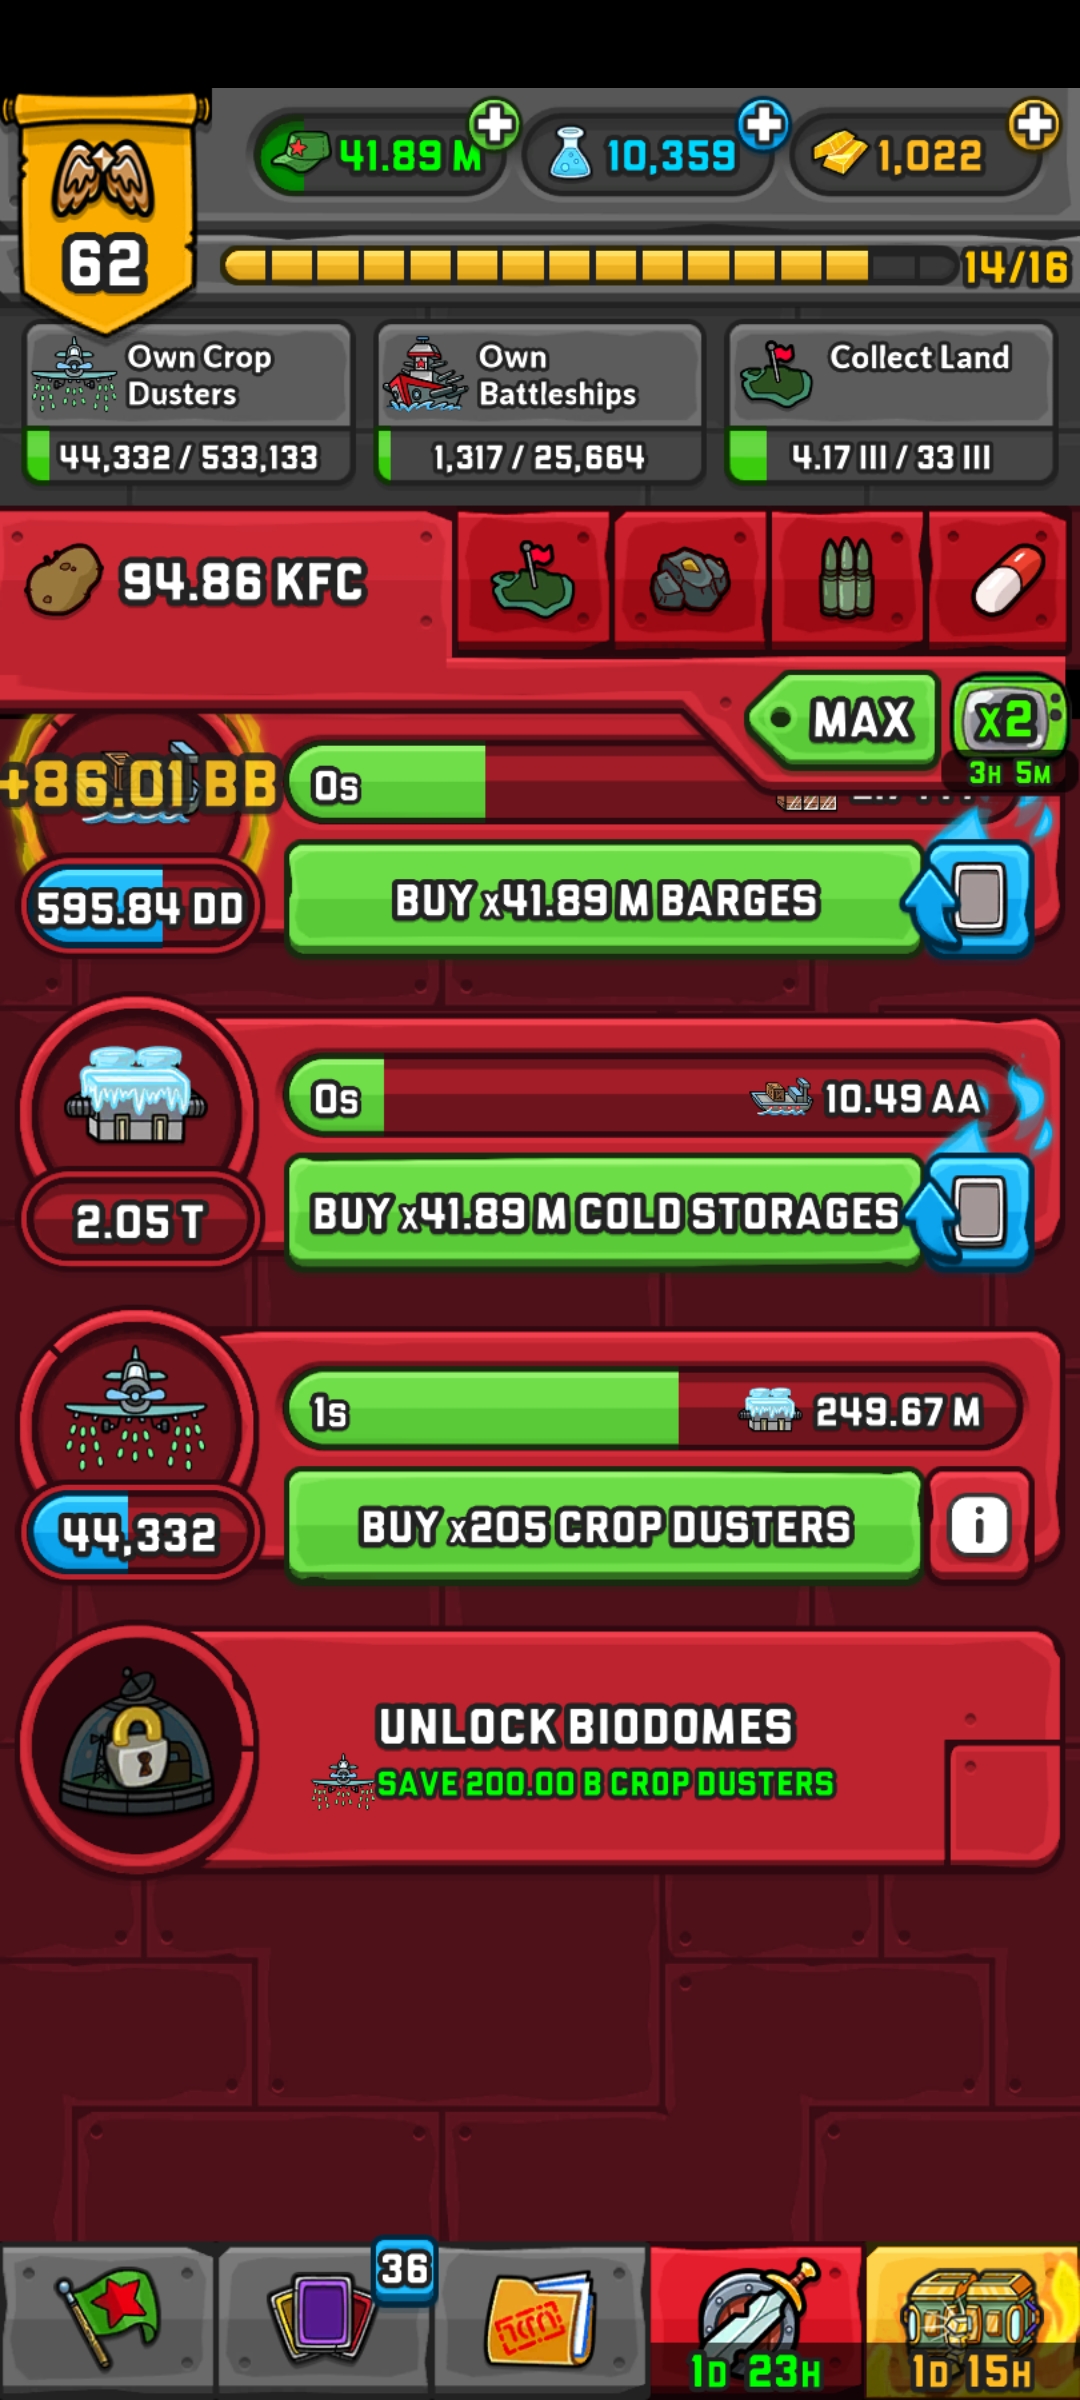 62
41.89 M
10,359
1,022
14/16
Own Crop
Dusters
44,332 / 533,133
Own
Battleships
1,317 / 25,664
Collect Land
4.17 III / 33 III
94.86 KFC
MAX
x2
3H 5M
+86.01 BB
0s
595.84 DD
BUY x41.89 M BARGES
0s
10.49 AA
2.05 T
BUY x41.89 M COLD STORAGES
1s
249.67 M
44,332
BUY x205 CROP DUSTERS
i
UNLOCK BIODOMES
SAVE 200.00 B CROP DUSTERS
36
1D 23H
1D 15H